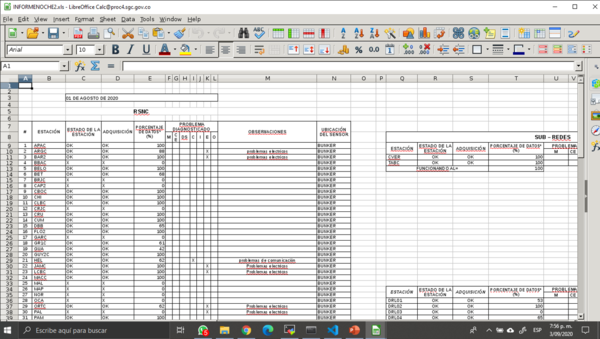 INFORMENOCHE2.xls - LibreOffice Calc@proc4.sgc.gov.co
File Edit View Insert Format Sheet Data Tools Window Help
Arial 10
A1
01 DE AGOSTO DE 2020
RSNC
# ESTACIÓN ESTADO DE LA ESTACIÓN ADQUISICIÓN PORCENTAJE DE DATOS* (%) PROBLEMA DIAGNOSTICADO OBSERVACIONES UBICACIÓN DEL SENSOR
1 APAC OK OK 100 BUNKER
2 ARGC OK OK 98 X problemas electricos BUNKER
3 BAR2 OK OK 100 X problemas electricos BUNKER
4 BBAC X X 0 BUNKER
5 BELO OK OK 100 BUNKER
6 BET OK OK 68 BUNKER
7 BRJC X X 0 BUNKER
8 CAP2 X X 0 BUNKER
9 CBOC OK OK 100 BUNKER
10 CHI OK OK 100 BUNKER
11 CLBC OK OK 100 BUNKER
12 CRJC X X 0 BUNKER
13 CRU OK OK 100 BUNKER
14 CUM OK OK 100 BUNKER
15 DBB OK OK 65 BUNKER
16 FLO2 OK OK 100 BUNKER
17 GARC X X 0 BUNKER
18 GR1C OK OK 61 BUNKER
19 GUA OK OK 42 BUNKER
20 GUY2C OK OK 100 BUNKER
21 HEL OK OK 62 X problemas de comunicación. BUNKER
22 JAMC OK OK 100 X Problemas electricos BUNKER
23 LCBC OK OK 100 X Problemas electricos BUNKER
24 MACC OK OK 100 BUNKER
25 MAL X X 0 BUNKER
26 MAP X X 0 BUNKER
27 NOR X X 0 BUNKER
28 OCA X X 0 BUNKER
29 ORTC OK OK 100 X Problemas electricos BUNKER
30 PAL X X 0 X Problemas electricos BUNKER
31 PAM OK OK 100 BUNKER
SUB - REDES
ESTACIÓN ESTADO DE LA ESTACIÓN ADQUISICIÓN PORCENTAJE DE DATOS* (%)
CVER OK OK 100
TABC OK OK 100
FUNCIONANDO AL» 100
ESTACIÓN ESTADO DE LA ESTACIÓN ADQUISICIÓN PORCENTAJE DE DATOS* (%)
DRL01 OK OK 53
DRL02 OK OK 100
DRL03 OK OK 0
DRL04 OK OK 65
Escribe aquí para buscar
ESP
7:56 p. m.
3/09/2020